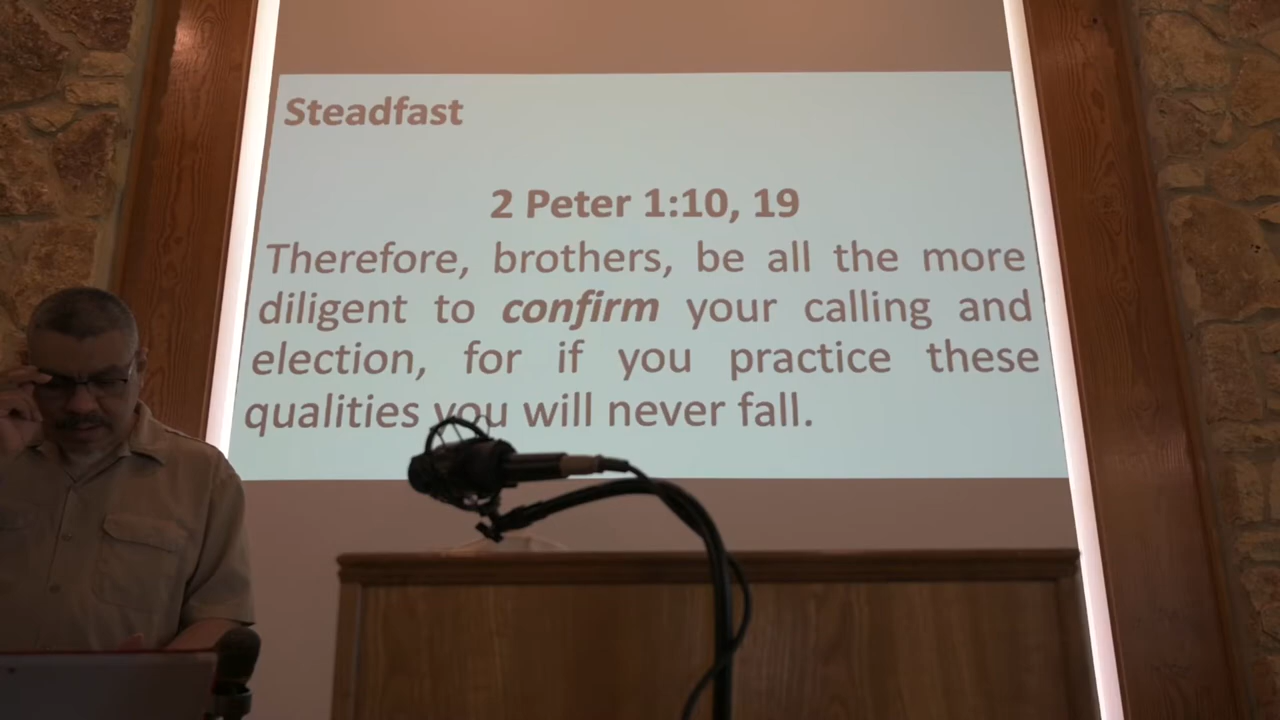 Steadfast
2 Peter 1:10, 19
Therefore, brothers, be all the more
diligent to confirm your calling and
election, for if you practice these
qualities you will never fall.